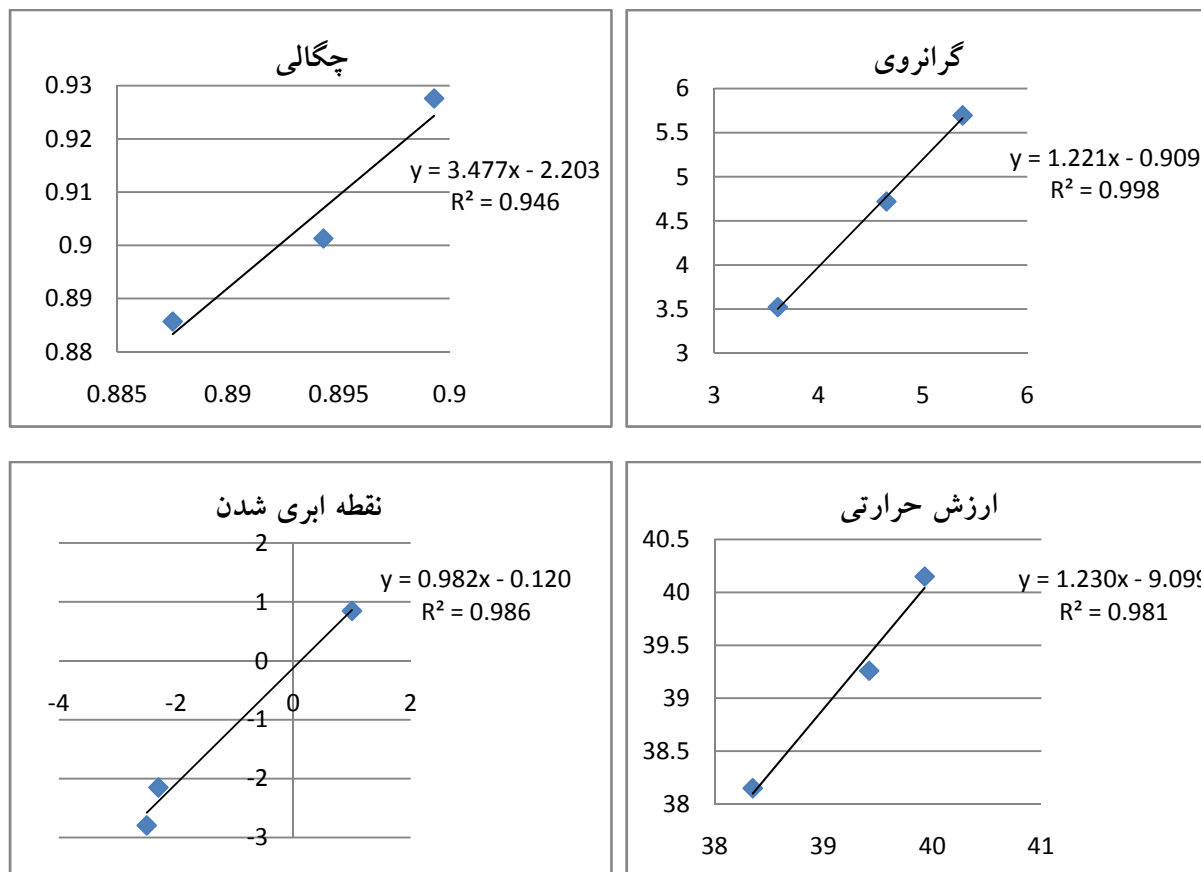 چگالی
0.93
0.92
0.91
0.9
0.89
0.88
0.885 0.89 0.895 0.9
y = 3.477x - 2.203
R² = 0.946
گرانروی
6
5.5
5
4.5
4
3.5
3
3 4 5 6
y = 1.221x - 0.909
R² = 0.998
نقطه ابری شدن
2
1
0
-1
-2
-3
-4 -2 0 2
y = 0.982x - 0.120
R² = 0.986
ارزش حرارتی
40.5
40
39.5
39
38.5
38
38 39 40 41
y = 1.230x - 9.099
R² = 0.981